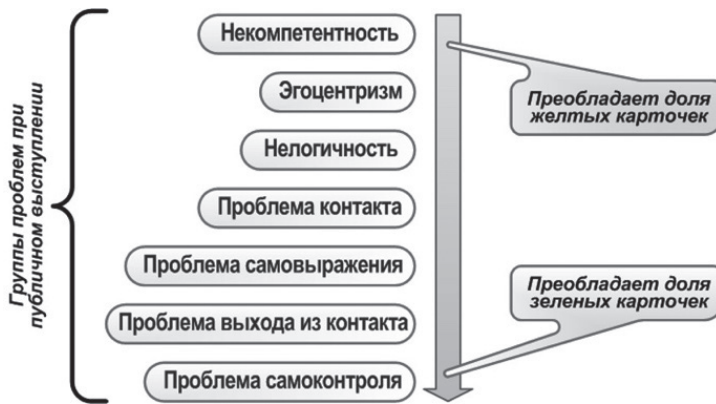 Группы проблем при
публичном выступлении
Некомпетентность
Эгоцентризм
Нелогичность
Проблема контакта
Проблема самовыражения
Проблема выхода из контакта
Проблема самоконтроля
Преобладает доля
желтых карточек
Преобладает доля
зеленых карточек